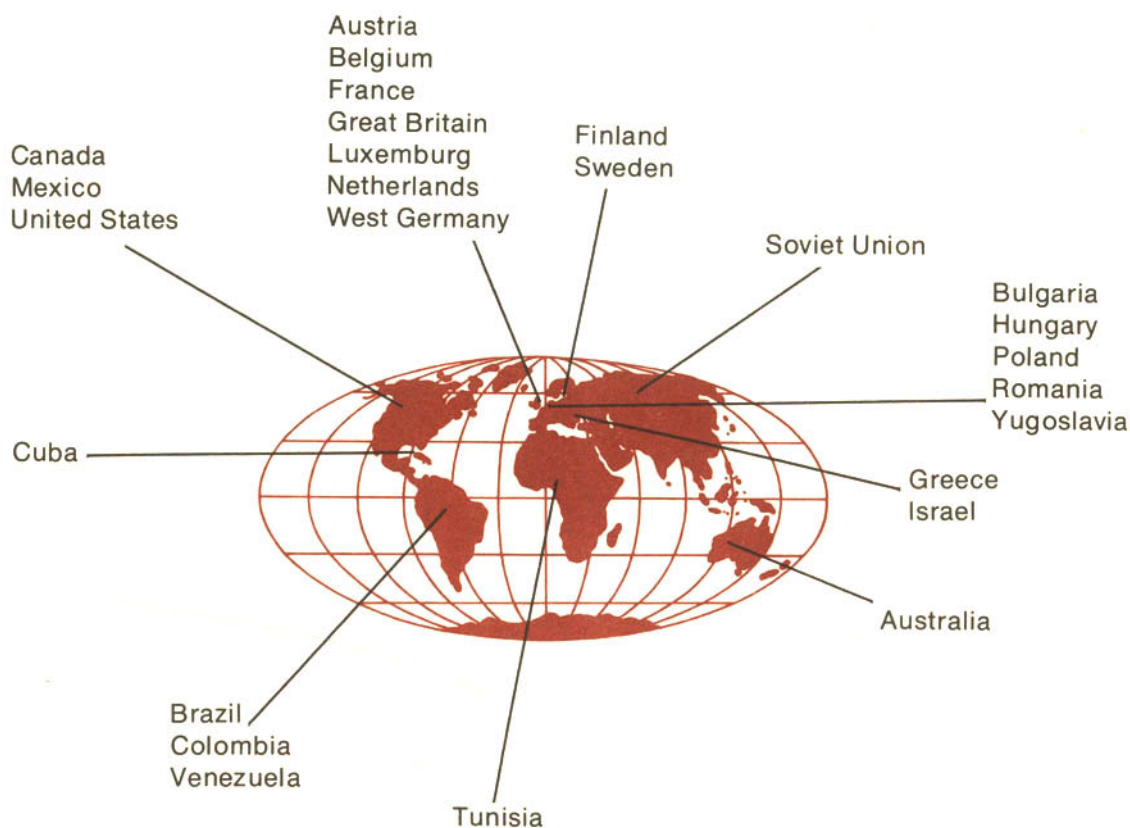 Austria
Belgium
France
Great Britain
Luxemburg
Netherlands
West Germany
Finland
Sweden
Canada
Mexico
United States
Soviet Union
Bulgaria
Hungary
Poland
Romania
Yugoslavia
Cuba
Greece
Israel
Australia
Brazil
Colombia
Venezuela
Tunisia